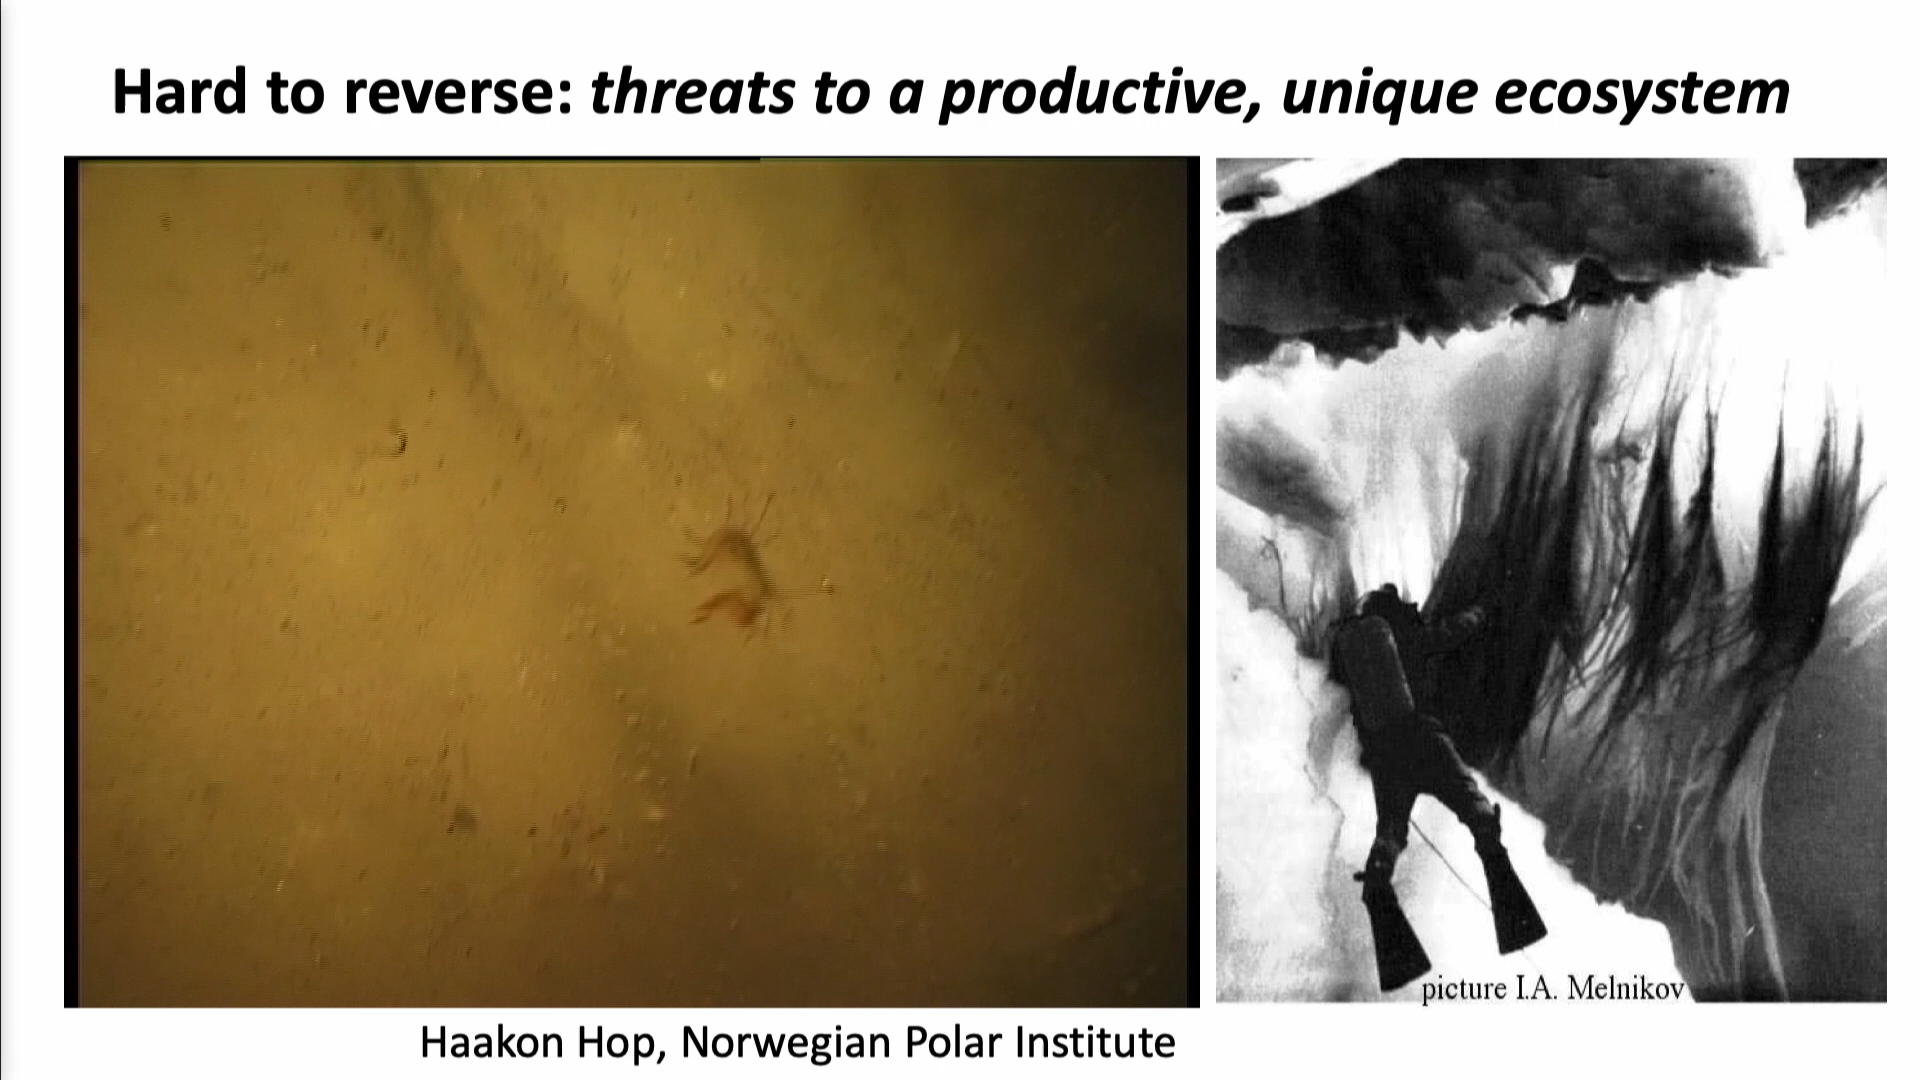 Hard to reverse: threats to a productive, unique ecosystem
picture I.A. Melnikov
Haakon Hop, Norwegian Polar Institute